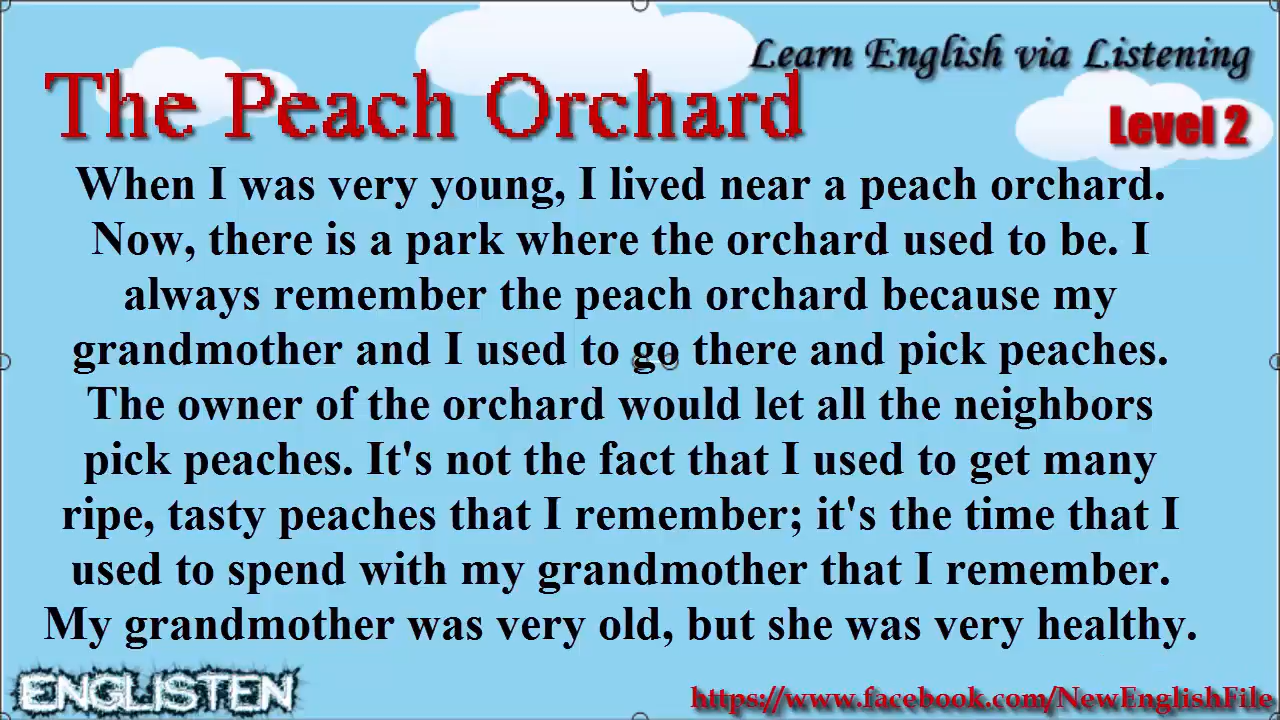 Learn English via Listening
The Peach Orchard
Level 2
When I was very young, I lived near a peach orchard.
Now, there is a park where the orchard used to be. I
always remember the peach orchard because my
grandmother and I used to go there and pick peaches.
The owner of the orchard would let all the neighbors
pick peaches. It's not the fact that I used to get many
ripe, tasty peaches that I remember; it's the time that I
used to spend with my grandmother that I remember.
My grandmother was very old, but she was very healthy.
ENGLISTEN
https://www.facebook.com/NewEnglishFile